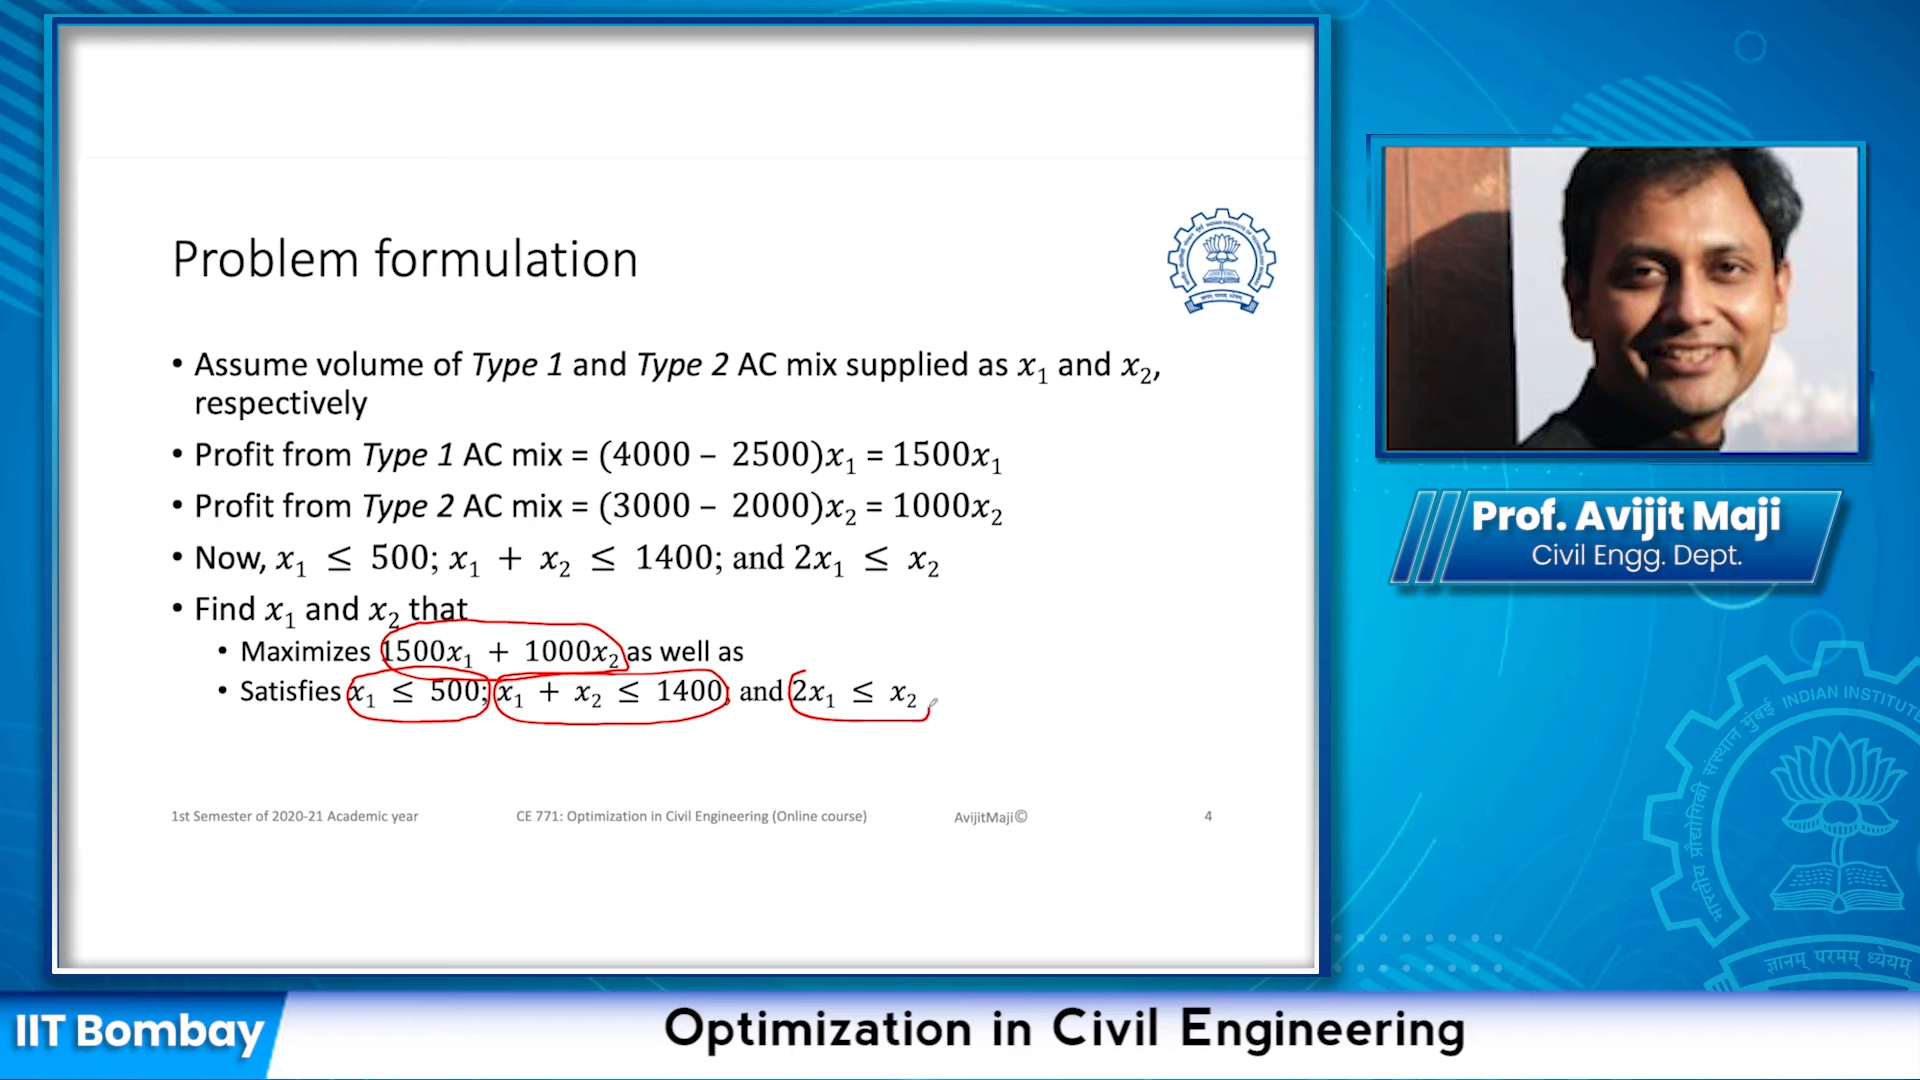 Problem formulation
• Assume volume of Type 1 and Type 2 AC mix supplied as x₁ and x₂,
respectively
• Profit from Type 1 AC mix = (4000 – 2500)x₁ = 1500x₁
• Profit from Type 2 AC mix = (3000 – 2000)x₂ = 1000x₂
• Now, x₁ ≤ 500; x₁ + x₂ ≤ 1400; and 2x₁ ≤ x₂
• Find x₁ and x₂ that
• Maximizes 1500x₁ + 1000x₂ as well as
• Satisfies x₁ ≤ 500; x₁ + x₂ ≤ 1400; and 2x₁ ≤ x₂
1st Semester of 2020-21 Academic year CE 771: Optimization in Civil Engineering (Online course) AvijitMaji© 4
Prof. Avijit Maji
Civil Engg. Dept.
भारतीय प्रौद्योगिकी संस्थान मुंबई INDIAN INSTITUTE
ज्ञानम् परमम् ध्येयम्
IIT Bombay
Optimization in Civil Engineering